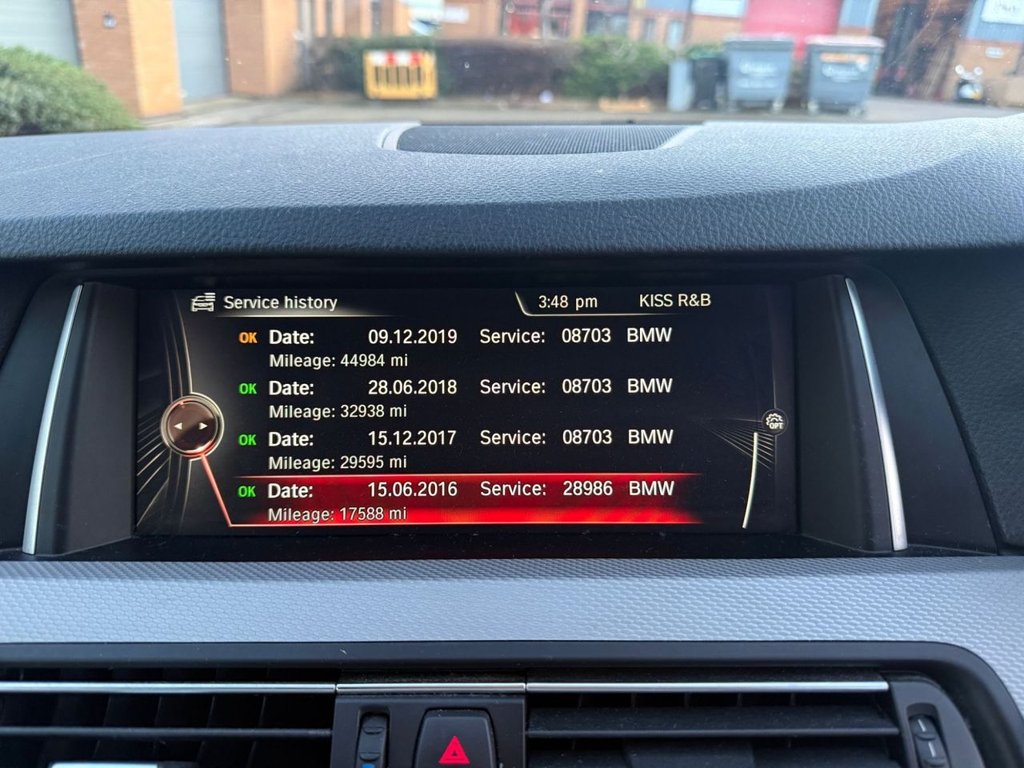 Service history 3:48 pm KISS R&B
OK Date: 09.12.2019 Service: 08703 BMW
Mileage: 44984 mi
OK Date: 28.06.2018 Service: 08703 BMW
Mileage: 32938 mi
OK Date: 15.12.2017 Service: 08703 BMW
Mileage: 29595 mi
OPT
OK Date: 15.06.2016 Service: 28986 BMW
Mileage: 17588 mi